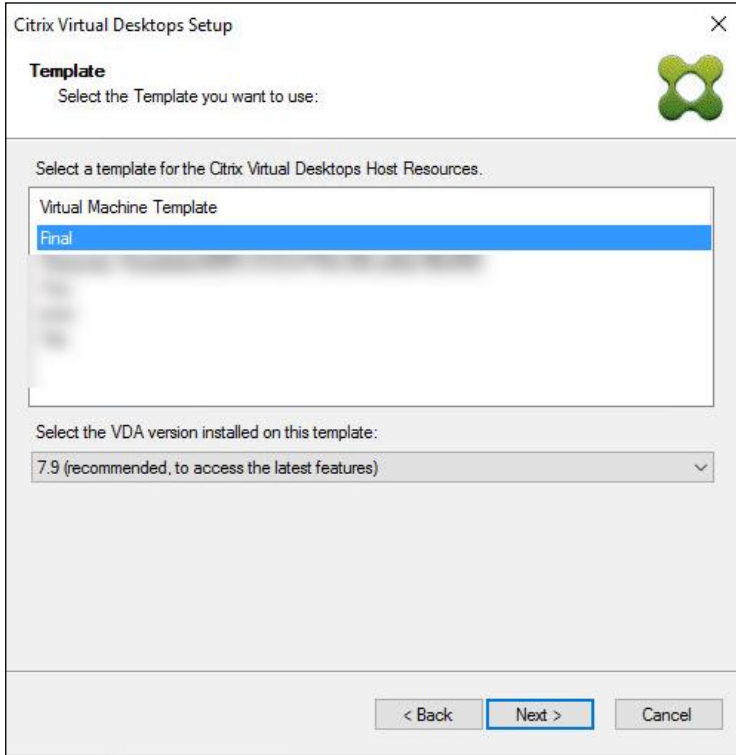 Citrix Virtual Desktops Setup
Template
Select the Template you want to use:
Select a template for the Citrix Virtual Desktops Host Resources.
Virtual Machine Template
Final
Select the VDA version installed on this template:
7.9 (recommended, to access the latest features)
< Back
Next >
Cancel